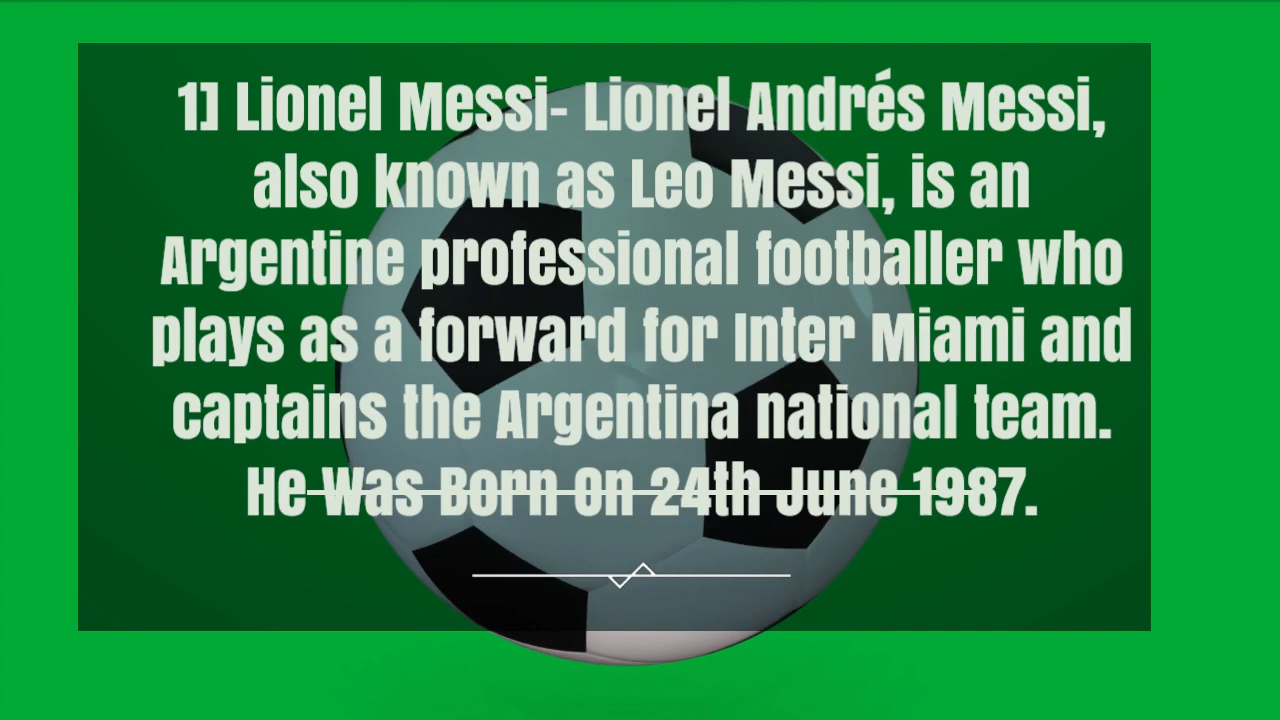 1] Lionel Messi- Lionel Andrés Messi,
also known as Leo Messi, is an
Argentine professional footballer who
plays as a forward for Inter Miami and
captains the Argentina national team.
He Was Born On 24th June 1987.